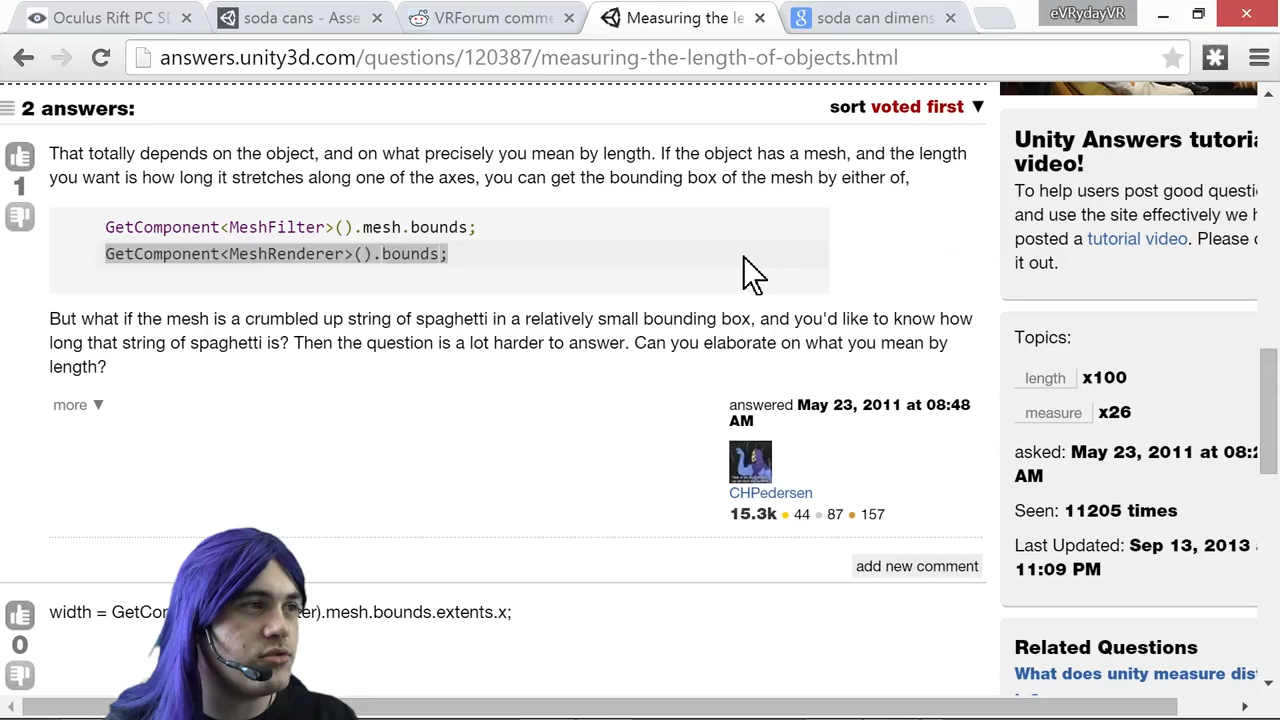 Oculus Rift PC SD
soda cans - Asse
VRForum comme
Measuring the le
soda can dimens
eVRydayVR
answers.unity3d.com/questions/120387/measuring-the-length-of-objects.html
2 answers:
sort voted first ▼
That totally depends on the object, and on what precisely you mean by length. If the object has a mesh, and the length
you want is how long it stretches along one of the axes, you can get the bounding box of the mesh by either of,
1
GetComponent<MeshFilter>().mesh.bounds;
GetComponent<MeshRenderer>().bounds;
But what if the mesh is a crumbled up string of spaghetti in a relatively small bounding box, and you'd like to know how
long that string of spaghetti is? Then the question is a lot harder to answer. Can you elaborate on what you mean by
length?
more ▼
answered May 23, 2011 at 08:48
AM
CHPedersen
15.3k ● 44 ● 87 ● 157
add new comment
width = GetCor ter).mesh.bounds.extents.x;
0
Unity Answers tutoria
video!
To help users post good questic
and use the site effectively we h
posted a tutorial video. Please c
it out.
Topics:
length x100
measure x26
asked: May 23, 2011 at 08:2
AM
Seen: 11205 times
Last Updated: Sep 13, 2013
11:09 PM
Related Questions
What does unity measure dis